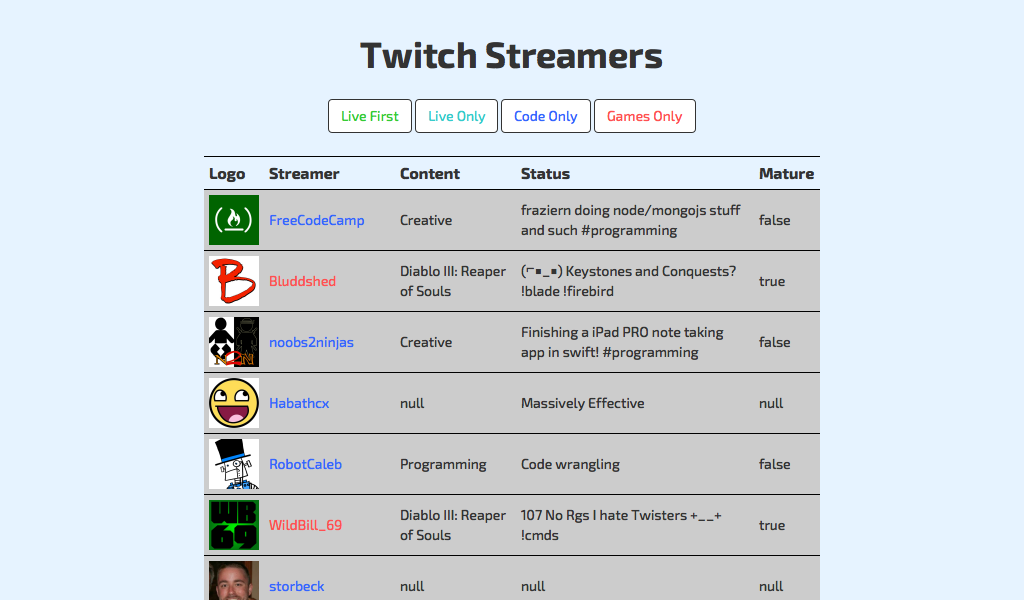 Twitch Streamers
Live First Live Only Code Only Games Only
Logo Streamer Content Status Mature
FreeCodeCamp Creative fraziern doing node/mongojs stuff and such #programming false
B
Bluddshed Diablo III: Reaper of Souls (⌐▪_▪) Keystones and Conquests? !blade !firebird true
N2N
noobs2ninjas Creative Finishing a iPad PRO note taking app in swift! #programming false
Habathcx null Massively Effective null
RobotCaleb Programming Code wrangling false
WB
69
WildBill_69 Diablo III: Reaper of Souls 107 No Rgs I hate Twisters +__+ !cmds true
storbeck null null null